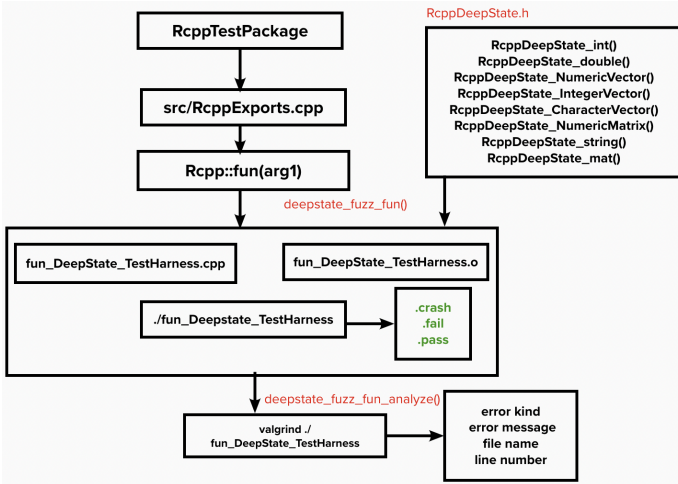 RcppTestPackage
RcppDeepState.h
src/RcppExports.cpp
Rcpp::fun(arg1)
RcppDeepState_int()
RcppDeepState_double()
RcppDeepState_NumericVector()
RcppDeepState_IntegerVector()
RcppDeepState_CharacterVector()
RcppDeepState_NumericMatrix()
RcppDeepState_string()
RcppDeepState_mat()
deepstate_fuzz_fun()
fun_DeepState_TestHarness.cpp
fun_DeepState_TestHarness.o
./fun_Deepstate_TestHarness
.crash
.fail
.pass
deepstate_fuzz_fun_analyze()
valgrind ./
fun_DeepState_TestHarness
error kind
error message
file name
line number